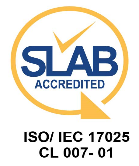 SLAB
ACCREDITED
ISO/ IEC 17025
CL 007- 01